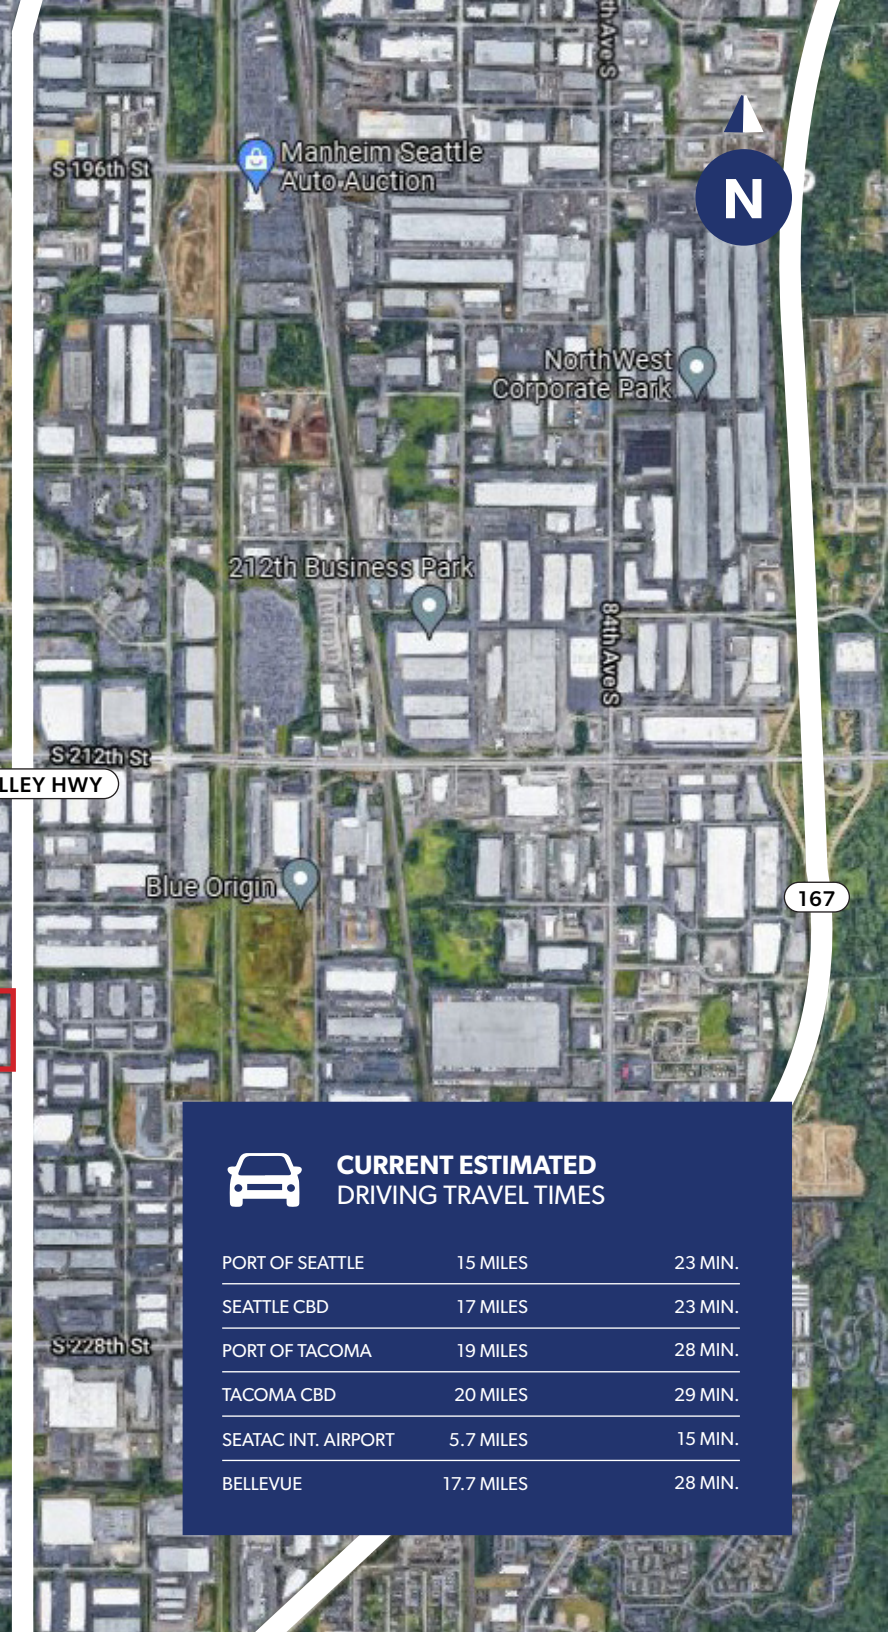 th Ave S
Manheim Seattle
Auto Auction
S 196th St
N
7
NorthWest
Corporate Park
212th Business Park
84th Ave S
S 212th St
LLEY HWY
Blue Origin
167
CURRENT ESTIMATED
DRIVING TRAVEL TIMES
PORT OF SEATTLE 15 MILES 23 MIN.
SEATTLE CBD 17 MILES 23 MIN.
PORT OF TACOMA 19 MILES 28 MIN.
TACOMA CBD 20 MILES 29 MIN.
SEATAC INT. AIRPORT 5.7 MILES 15 MIN.
BELLEVUE 17.7 MILES 28 MIN.
S 228th St